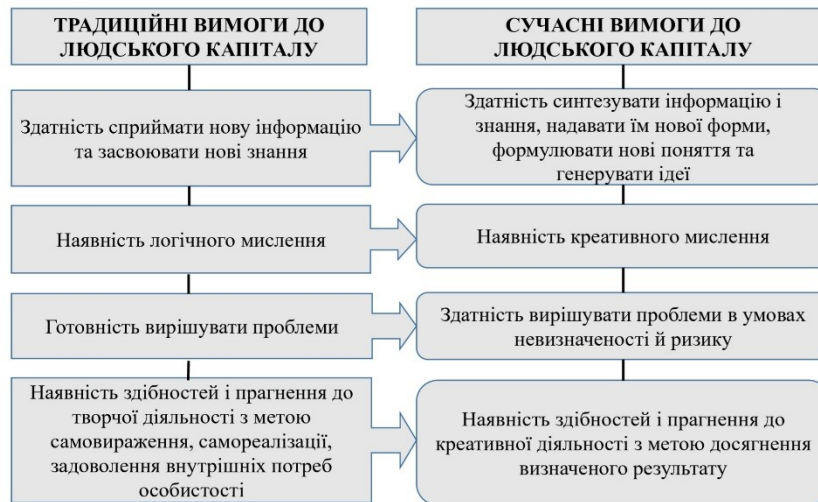 ТРАДИЦІЙНІ ВИМОГИ ДО
ЛЮДСЬКОГО КАПІТАЛУ
СУЧАСНІ ВИМОГИ ДО
ЛЮДСЬКОГО КАПІТАЛУ
Здатність сприймати нову інформацію
та засвоювати нові знання
Здатність синтезувати інформацію і
знання, надавати їм нової форми,
формулювати нові поняття та
генерувати ідеї
Наявність логічного мислення
Наявність креативного мислення
Готовність вирішувати проблеми
Здатність вирішувати проблеми в умовах
невизначеності й ризику
Наявність здібностей і прагнення до
творчої діяльності з метою
самовираження, самореалізації,
задоволення внутрішніх потреб
особистості
Наявність здібностей і прагнення до
креативної діяльності з метою досягнення
визначеного результату